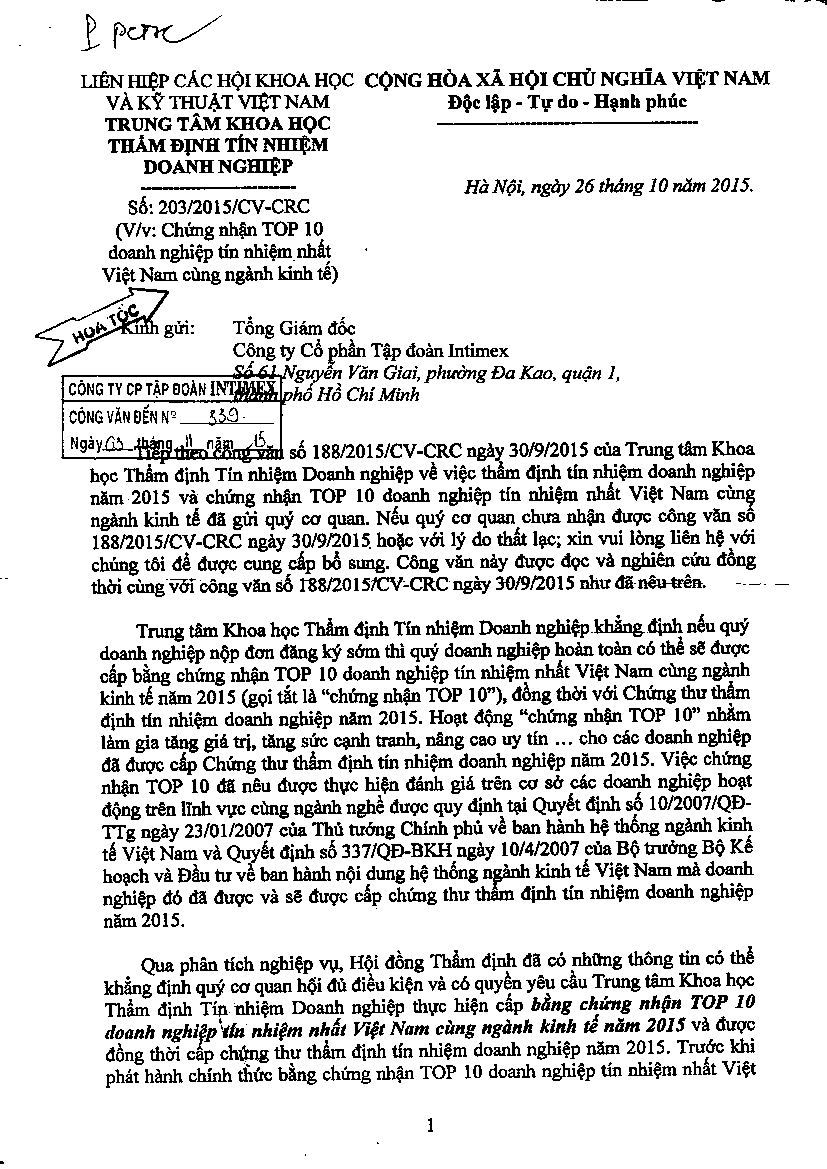 LIÊN HIỆP CÁC HỘI KHOA HỌC
VÀ KỸ THUẬT VIỆT NAM
TRUNG TÂM KHOA HỌC
THẨM ĐỊNH TÍN NHIỆM
DOANH NGHIỆP
CỘNG HÒA XÃ HỘI CHỦ NGHĨA VIỆT NAM
Độc lập - Tự do - Hạnh phúc
Hà Nội, ngày 26 tháng 10 năm 2015.
Số: 203/2015/CV-CRC
(V/v: Chứng nhận TOP 10
doanh nghiệp tín nhiệm nhất
Việt Nam cùng ngành kinh tế)
HOA TỐC
Kính gửi: Tổng Giám đốc
Công ty Cổ phần Tập đoàn Intimex
Số 61 Nguyễn Văn Giai, phường Đa Kao, quận 1,
thành phố Hồ Chí Minh
CÔNG TY CP TẬP ĐOÀN INTIMEX
CÔNG VĂN ĐẾN Nº 339
Ngày 03 tháng 11 năm 15
Tiếp theo công văn số 188/2015/CV-CRC ngày 30/9/2015 của Trung tâm Khoa
học Thẩm định Tín nhiệm Doanh nghiệp về việc thẩm định tín nhiệm doanh nghiệp
năm 2015 và chứng nhận TOP 10 doanh nghiệp tín nhiệm nhất Việt Nam cùng
ngành kinh tế đã gửi quý cơ quan. Nếu quý cơ quan chưa nhận được công văn số
188/2015/CV-CRC ngày 30/9/2015 hoặc với lý do thất lạc; xin vui lòng liên hệ với
chúng tôi để được cung cấp bổ sung. Công văn này được đọc và nghiên cứu đồng
thời cùng với công văn số 188/2015/CV-CRC ngày 30/9/2015 như đã nêu trên.
Trung tâm Khoa học Thẩm định Tín nhiệm Doanh nghiệp khẳng định nếu quý
doanh nghiệp nộp đơn đăng ký sớm thì quý doanh nghiệp hoàn toàn có thể sẽ được
cấp bằng chứng nhận TOP 10 doanh nghiệp tín nhiệm nhất Việt Nam cùng ngành
kinh tế năm 2015 (gọi tắt là “chứng nhận TOP 10”), đồng thời với Chứng thư thẩm
định tín nhiệm doanh nghiệp năm 2015. Hoạt động “chứng nhận TOP 10” nhằm
làm gia tăng giá trị, tăng sức cạnh tranh, nâng cao uy tín ... cho các doanh nghiệp
đã được cấp Chứng thư thẩm định tín nhiệm doanh nghiệp năm 2015. Việc chứng
nhận TOP 10 đã nêu được thực hiện đánh giá trên cơ sở các doanh nghiệp hoạt
động trên lĩnh vực cùng ngành nghề được quy định tại Quyết định số 10/2007/QĐ-
TTg ngày 23/01/2007 của Thủ tướng Chính phủ về ban hành hệ thống ngành kinh
tế Việt Nam và Quyết định số 337/QĐ-BKH ngày 10/4/2007 của Bộ trưởng Bộ Kế
hoạch và Đầu tư về ban hành nội dung hệ thống ngành kinh tế Việt Nam mà doanh
nghiệp đó đã được và sẽ được cấp chứng thư thẩm định tín nhiệm doanh nghiệp
năm 2015.
Qua phân tích nghiệp vụ, Hội đồng Thẩm định đã có những thông tin có thể
khẳng định quý cơ quan hội đủ điều kiện và có quyền yêu cầu Trung tâm Khoa học
Thẩm định Tín nhiệm Doanh nghiệp thực hiện cấp bằng chứng nhận TOP 10
doanh nghiệp tín nhiệm nhất Việt Nam cùng ngành kinh tế năm 2015 và được
đồng thời cấp chứng thư thẩm định tín nhiệm doanh nghiệp năm 2015. Trước khi
phát hành chính thức bằng chứng nhận TOP 10 doanh nghiệp tín nhiệm nhất Việt
1